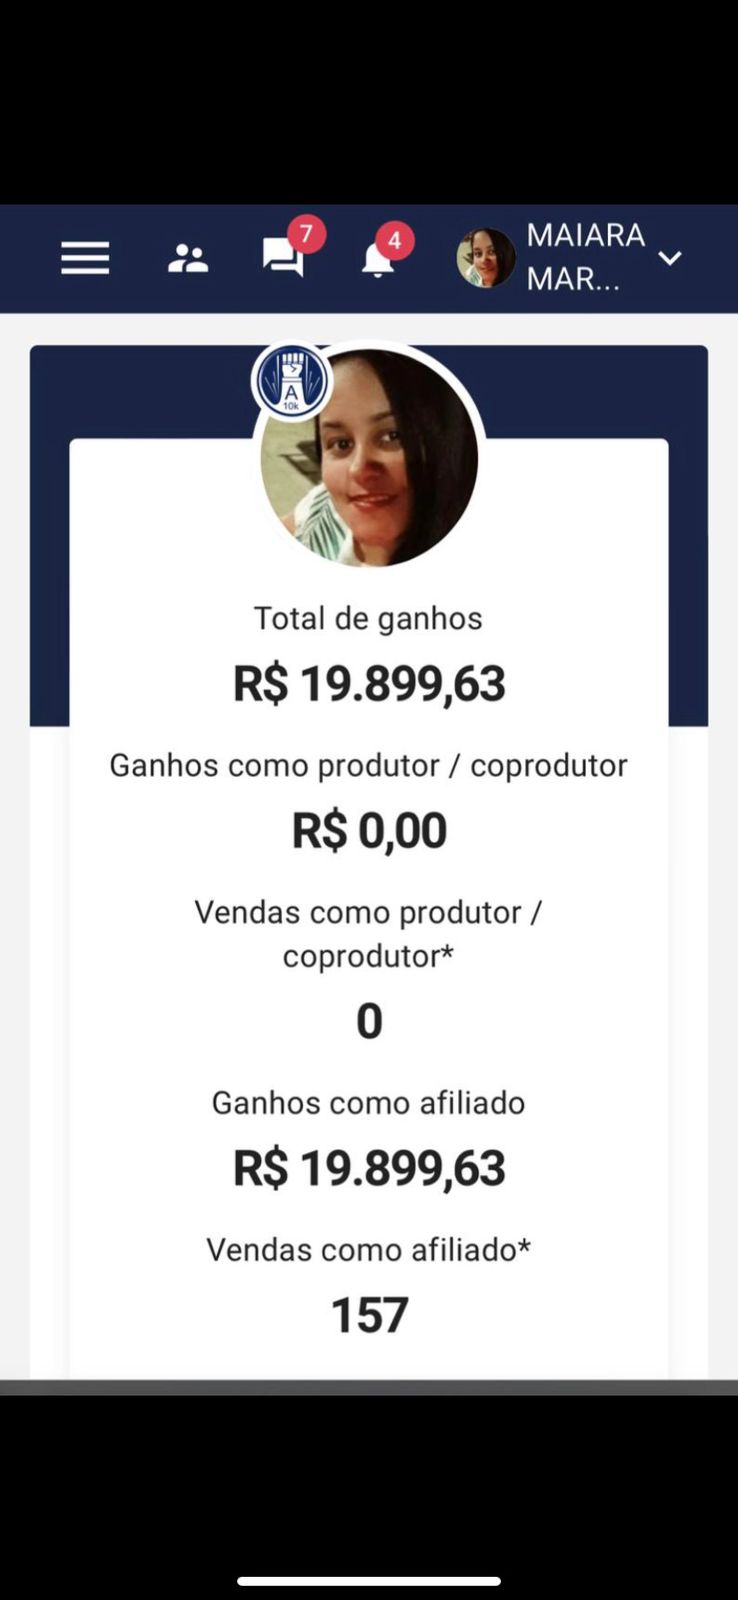 7
4
MAIARA
MAR...
A
10k
Total de ganhos
R$ 19.899,63
Ganhos como produtor / coprodutor
R$ 0,00
Vendas como produtor /
coprodutor*
0
Ganhos como afiliado
R$ 19.899,63
Vendas como afiliado*
157